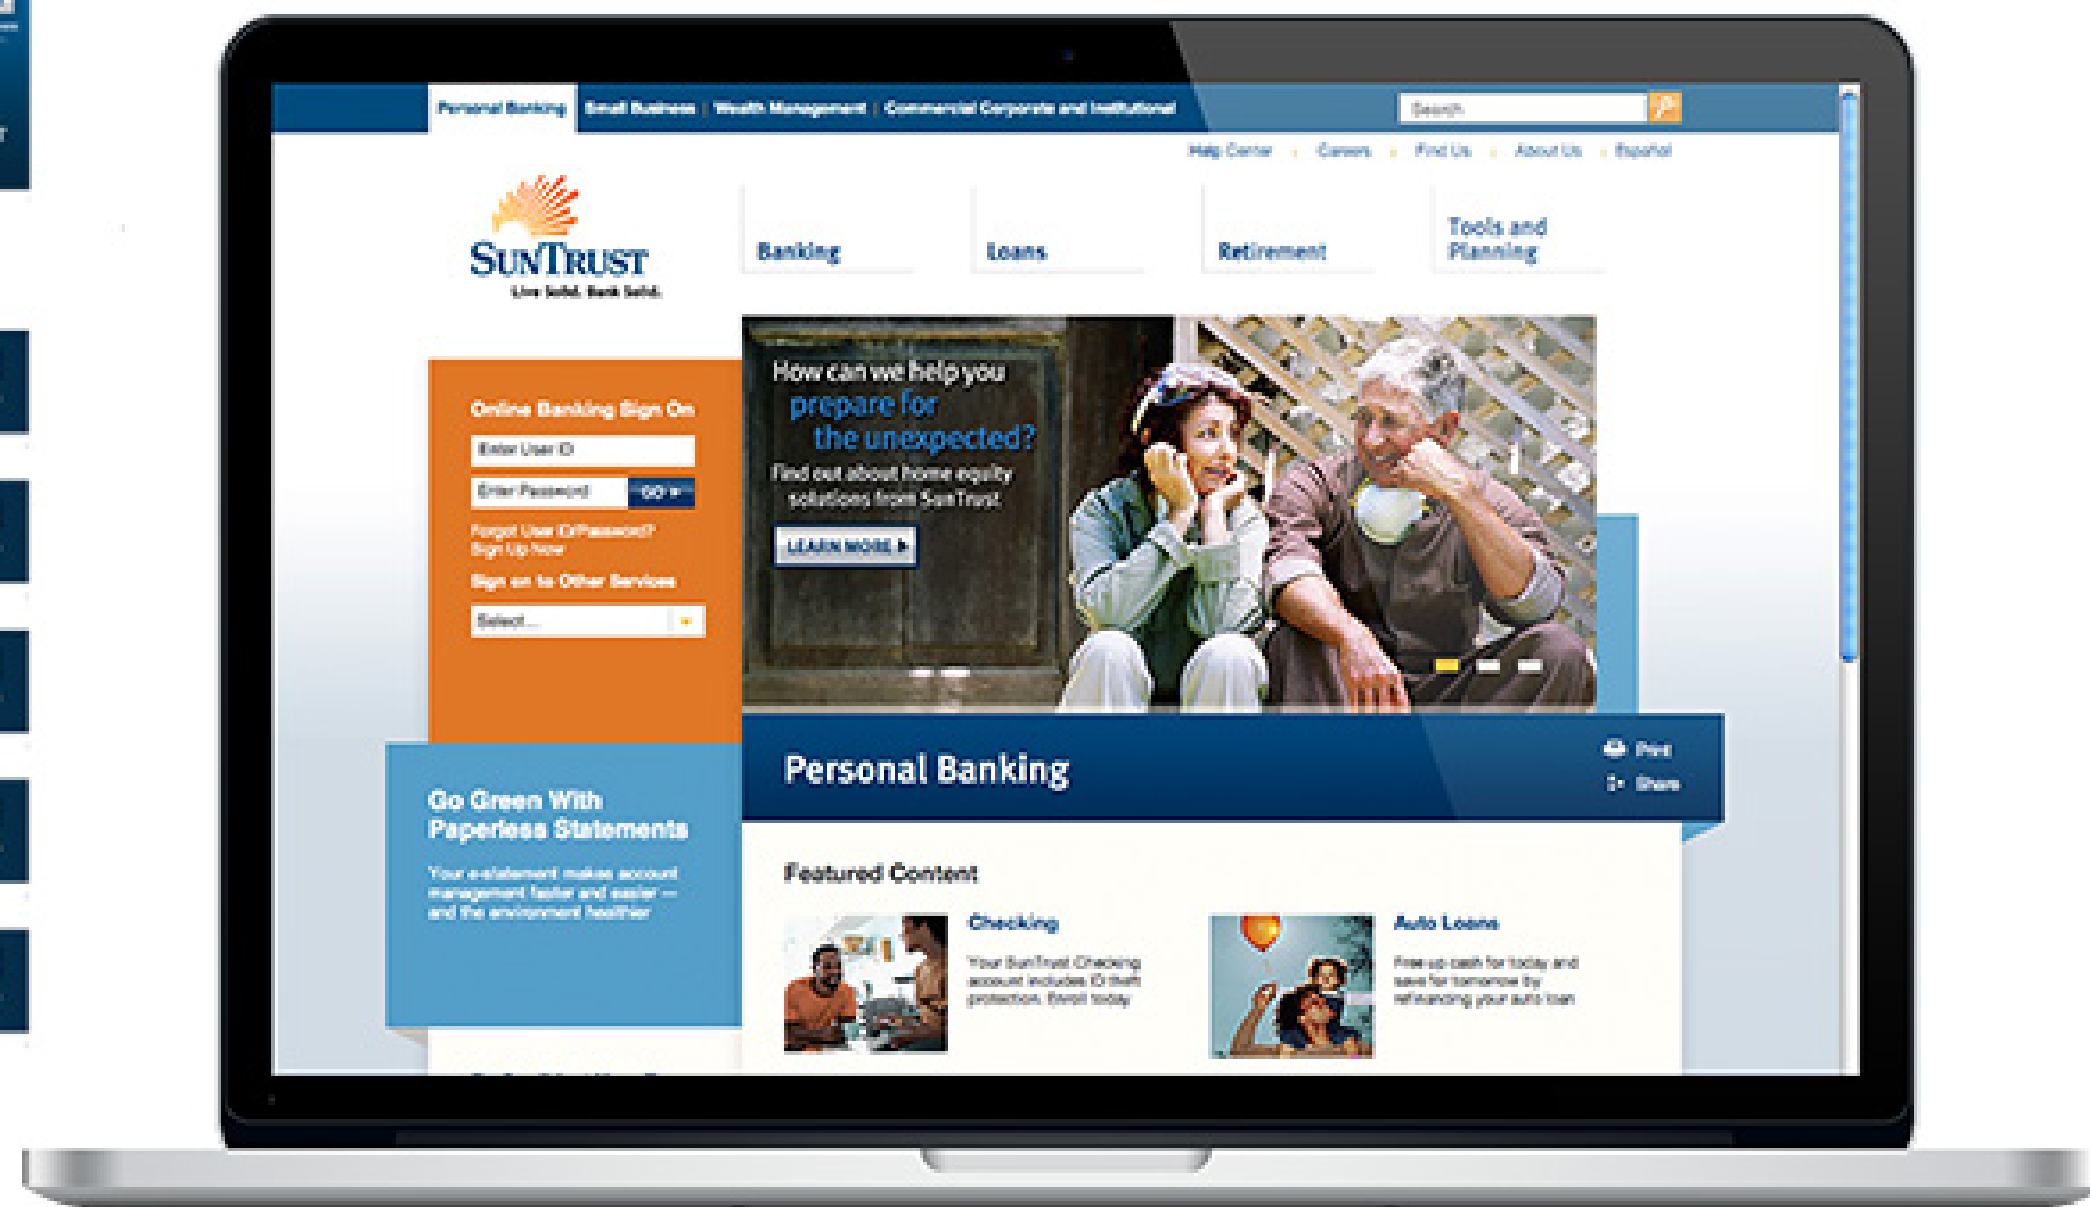 Personal Banking
Small Business | Wealth Management | Commercial Corporate and Institutional
Search
Help Center
Careers
Find Us
About Us
Español
SUNTRUST
Live Solid. Bank Solid.
Banking
Loans
Retirement
Tools and
Planning
Online Banking Sign On
Enter User ID
Enter Password
GO
Forgot User ID/Password?
Sign Up Now
Sign on to Other Services
Select...
How can we help you
prepare for
the unexpected?
Find out about home equity
solutions from SunTrust
LEARN MORE
Personal Banking
Print
Share
Go Green With
Paperless Statements
Your e-statement makes account
management faster and easier —
and the environment healthier
Featured Content
Checking
Your SunTrust Checking
account includes ID theft
protection. Enroll today
Auto Loans
Free up cash for today and
save for tomorrow by
refinancing your auto loan